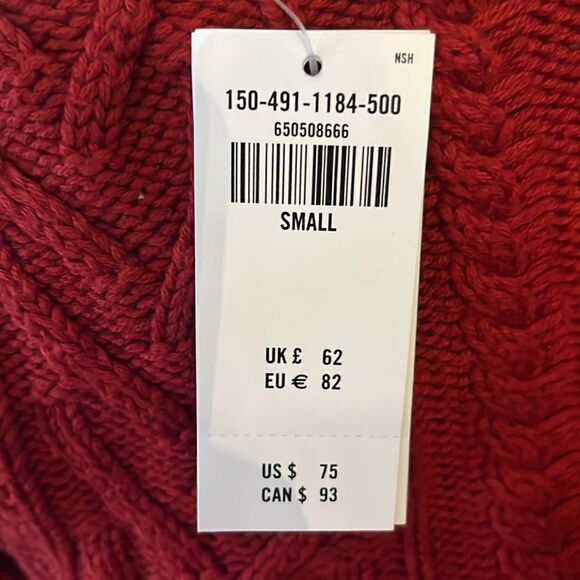 NSH
150-491-1184-500
650508666
SMALL
UK £ 62
EU € 82
US $ 75
CAN $ 93